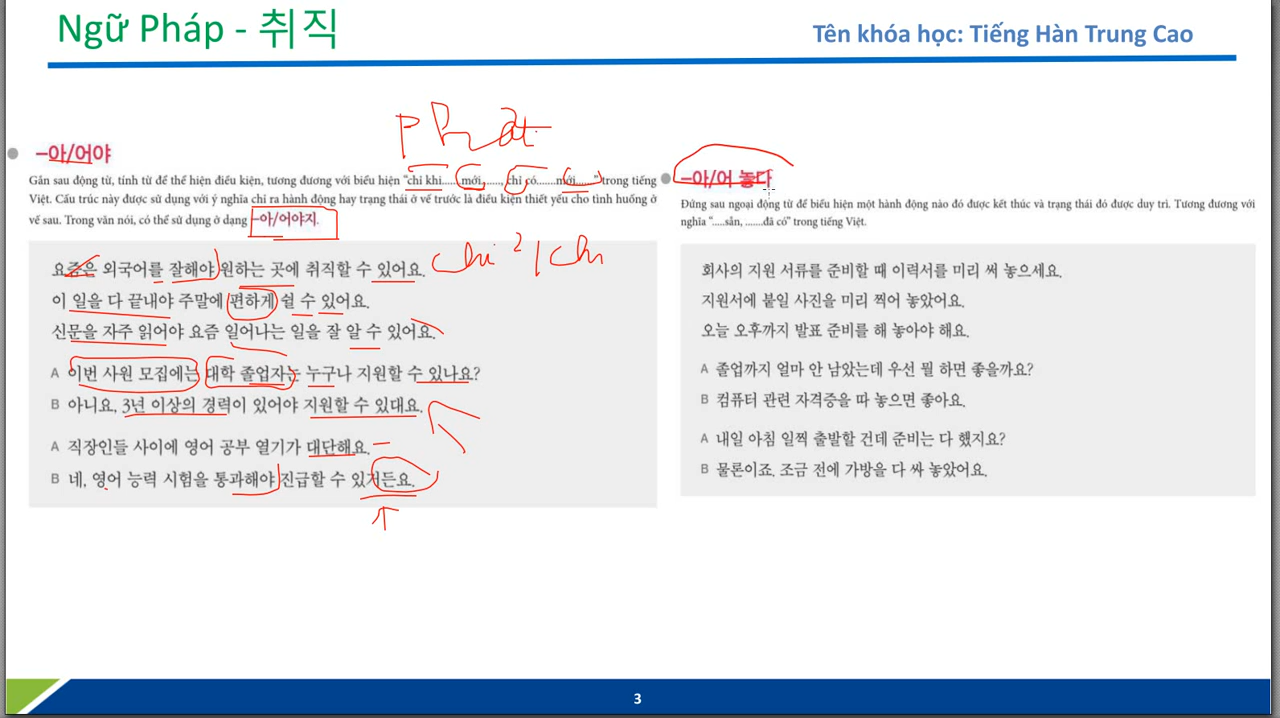 Ngữ Pháp - 취직
Tên khóa học: Tiếng Hàn Trung Cao
Phải
-아/어야
Gắn sau động từ, tính từ để thể hiện điều kiện, tương đương với biểu hiện "chỉ khi.....mới......, chỉ có.......mới......" trong tiếng
Việt. Cấu trúc này được sử dụng với ý nghĩa chỉ ra hành động hay trạng thái ở vế trước là điều kiện thiết yếu cho tình huống ở
vế sau. Trong văn nói, có thể sử dụng ở dạng -아/어야지.
요즘은 외국어를 잘해야 원하는 곳에 취직할 수 있어요.
이 일을 다 끝내야 주말에 편하게 쉴 수 있어요.
신문을 자주 읽어야 요즘 일어나는 일을 잘 알 수 있어요.
A 이번 사원 모집에는 대학 졸업자는 누구나 지원할 수 있나요?
B 아니요, 3년 이상의 경력이 있어야 지원할 수 있대요.
A 직장인들 사이에 영어 공부 열기가 대단해요.
B 네, 영어 능력 시험을 통과해야 진급할 수 있거든요.
-아/어 놓다
Đứng sau ngoại động từ để biểu hiện một hành động nào đó được kết thúc và trạng thái đó được duy trì. Tương đương với
nghĩa ".....sẵn, .......đã có" trong tiếng Việt.
회사의 지원 서류를 준비할 때 이력서를 미리 써 놓으세요.
지원서에 붙일 사진을 미리 찍어 놓았어요.
오늘 오후까지 발표 준비를 해 놓아야 해요.
A 졸업까지 얼마 안 남았는데 우선 뭘 하면 좋을까요?
B 컴퓨터 관련 자격증을 따 놓으면 좋아요.
A 내일 아침 일찍 출발할 건데 준비는 다 했지요?
B 물론이죠. 조금 전에 가방을 다 싸 놓았어요.
3